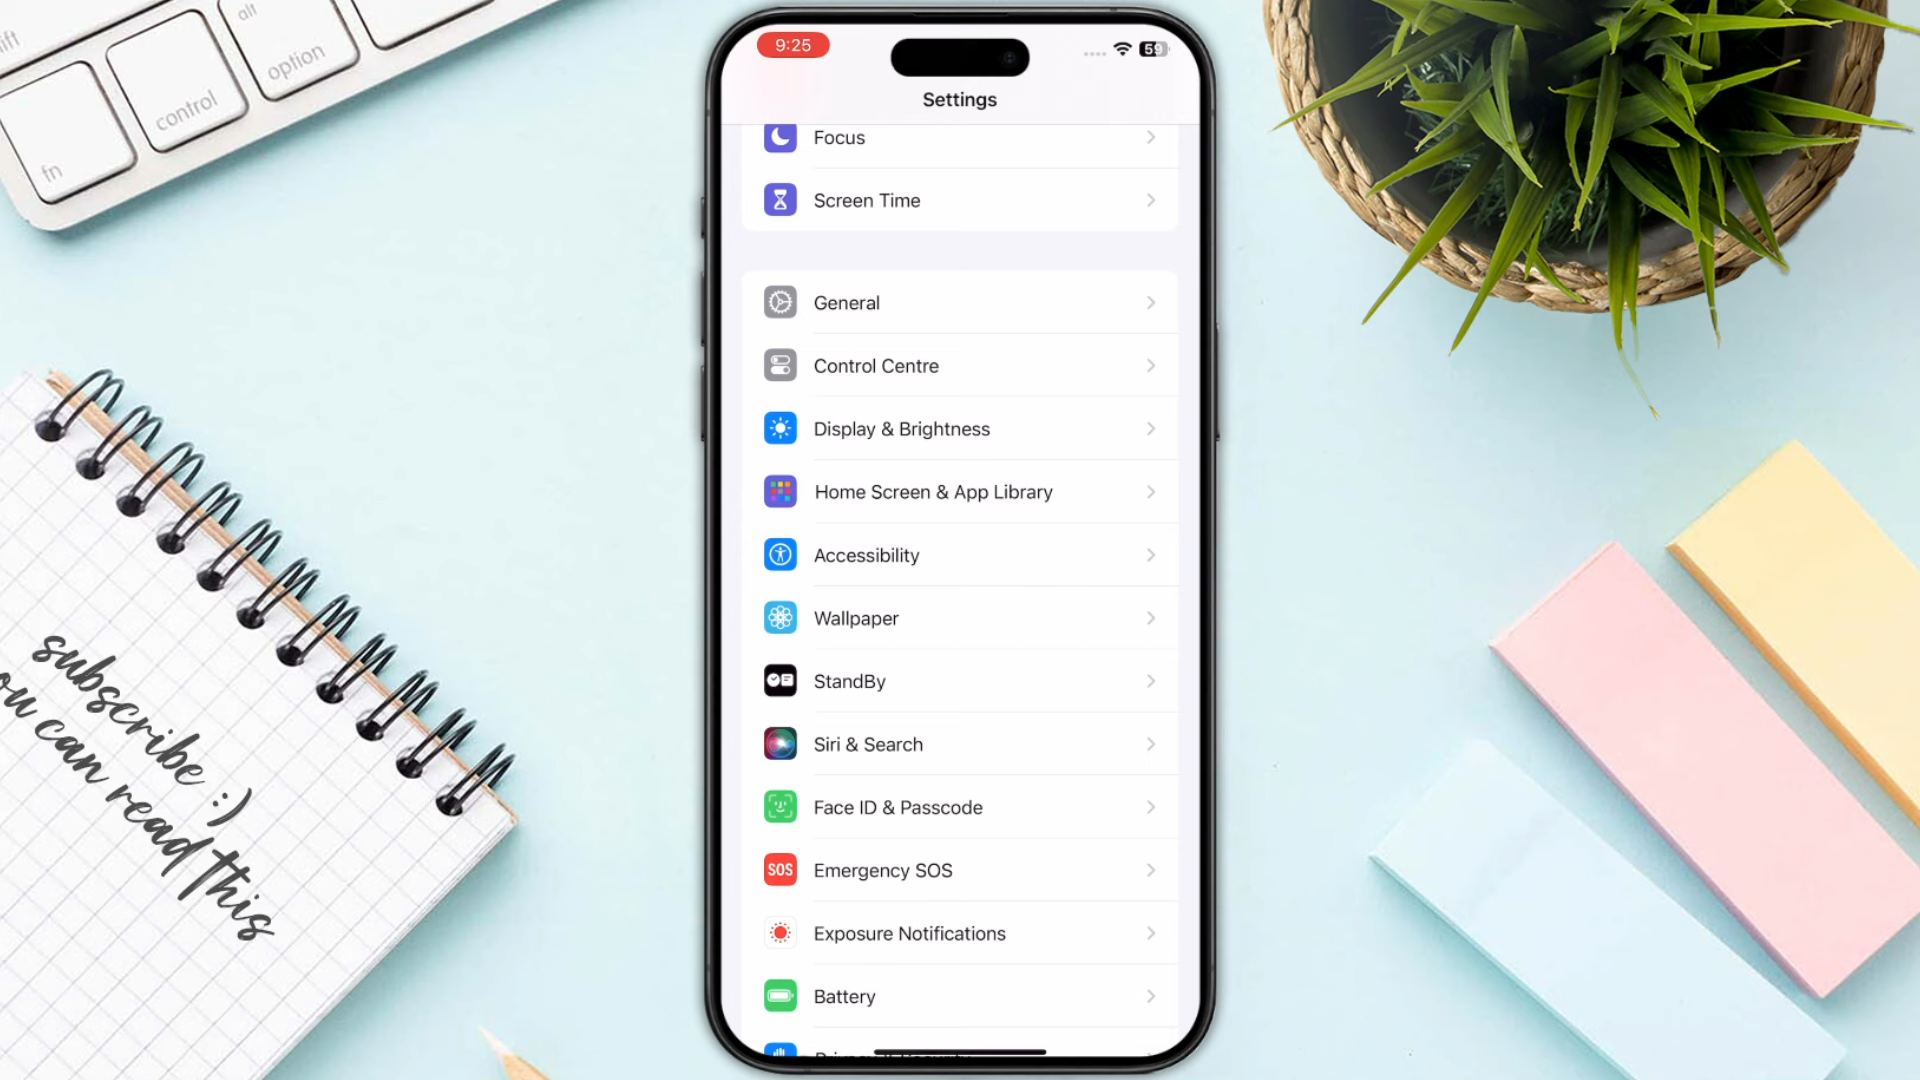 alt
option
control
fn
9:25
59
Settings
Focus
Screen Time
General
Control Centre
Display & Brightness
Home Screen & App Library
Accessibility
Wallpaper
StandBy
Siri & Search
Face ID & Passcode
SOS
Emergency SOS
Exposure Notifications
Battery
subscribe :)
you can read this